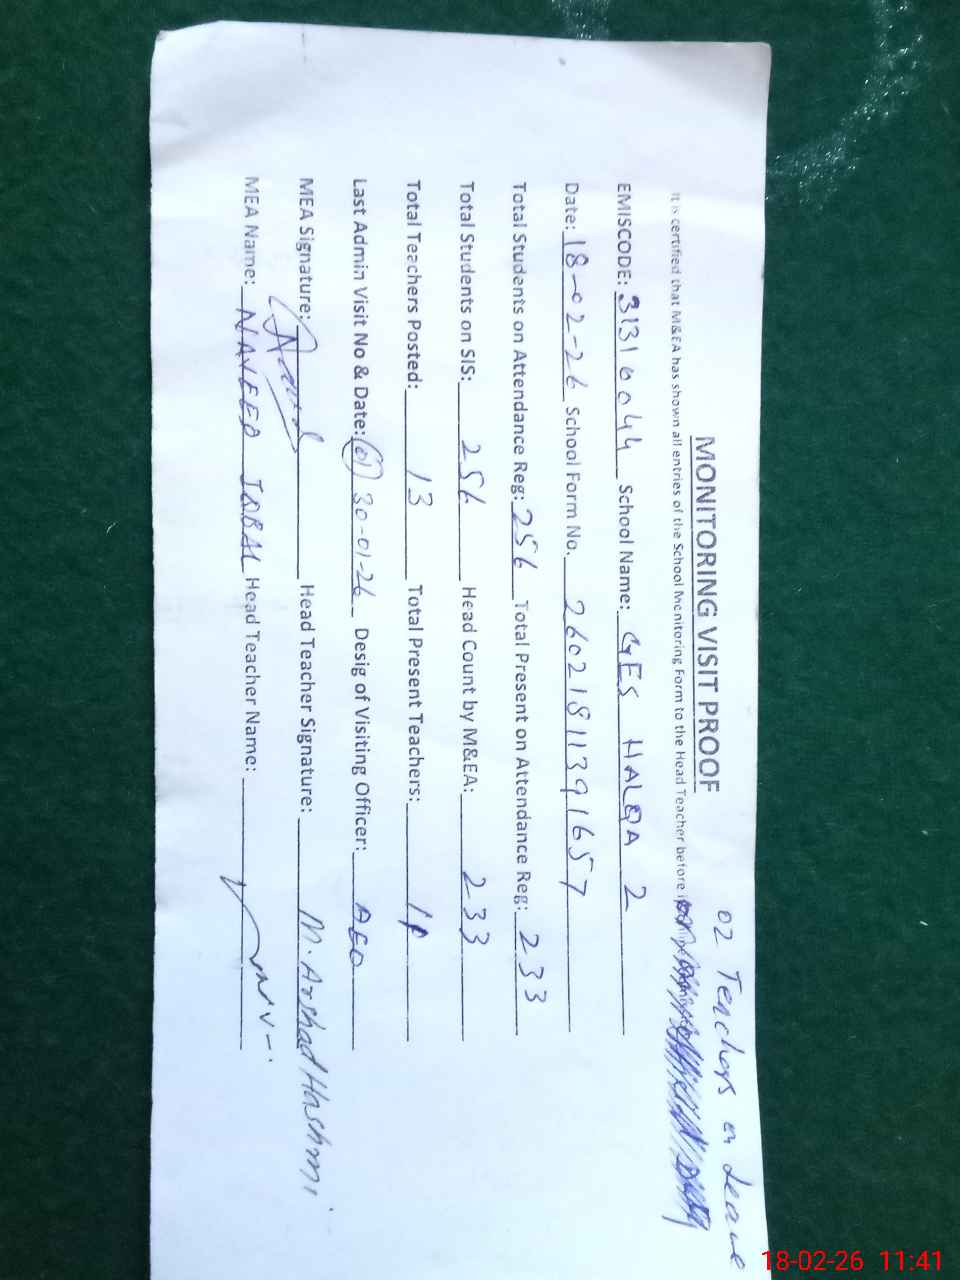 02 Teachers on Leave
MONITORING VISIT PROOF
It is certified that M&EA has shown all entries of the School Monitoring Form to the Head Teacher before
EMISCODE: 31310044 School Name: GES HALQA 2
Date: 18-02-26 School Form No. 26021811391657
Total Students on Attendance Reg: 256 Total Present on Attendance Reg: 233
Total Students on SIS: 256 Head Count by M&EA: 233
Total Teachers Posted: 13 Total Present Teachers: 11
Last Admin Visit No & Date: 01 30-01-26 Desig of Visiting Officer: AEO
MEA Signature: Head Teacher Signature: M. Arshad Hashmi
MEA Name: NAVEED IQBAL Head Teacher Name:
18-02-26 11:41